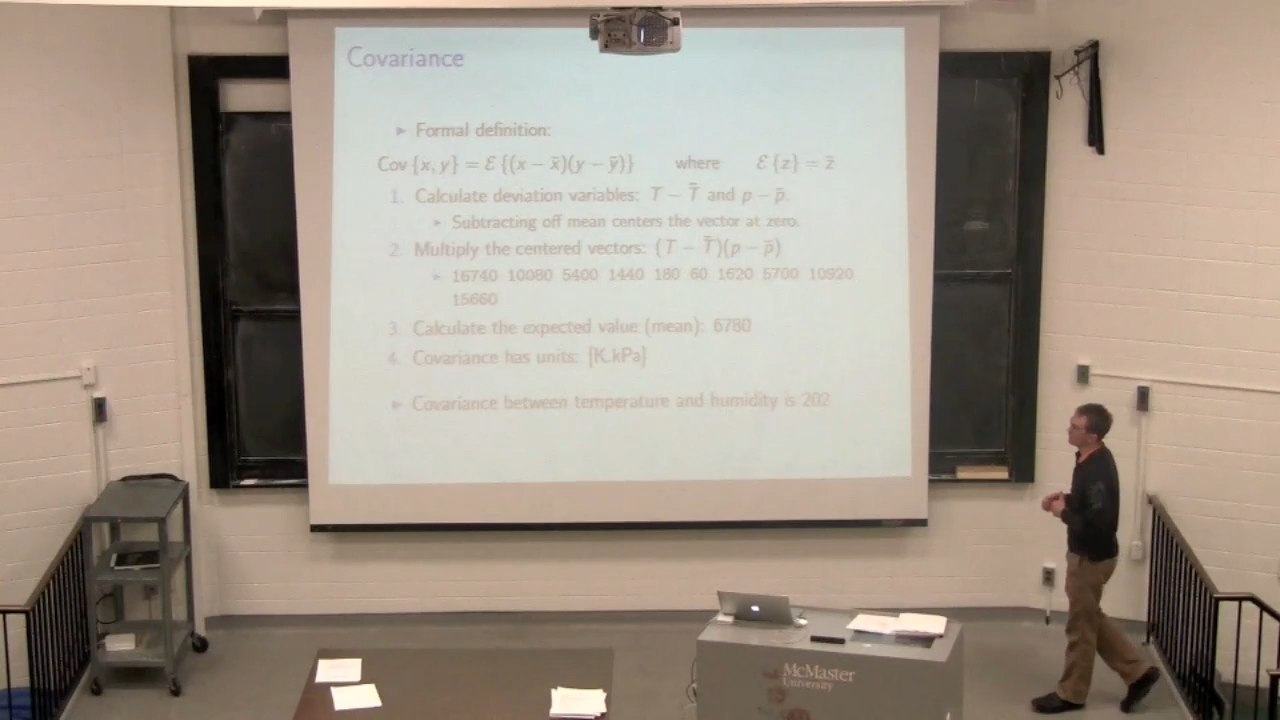 Covariance
▶ Formal definition:
Cov {x, y} = ℰ {(x − x̄)(y − ȳ)} where ℰ {z} = z̄
1. Calculate deviation variables: T − T̄ and p − p̄.
▶ Subtracting off mean centers the vector at zero.
2. Multiply the centered vectors: (T − T̄)(p − p̄)
▶ 16740 10080 5400 1440 180 60 1620 5700 10920
15660
3. Calculate the expected value (mean): 6780
4. Covariance has units: [K.kPa]
▶ Covariance between temperature and humidity is 202
McMaster
University